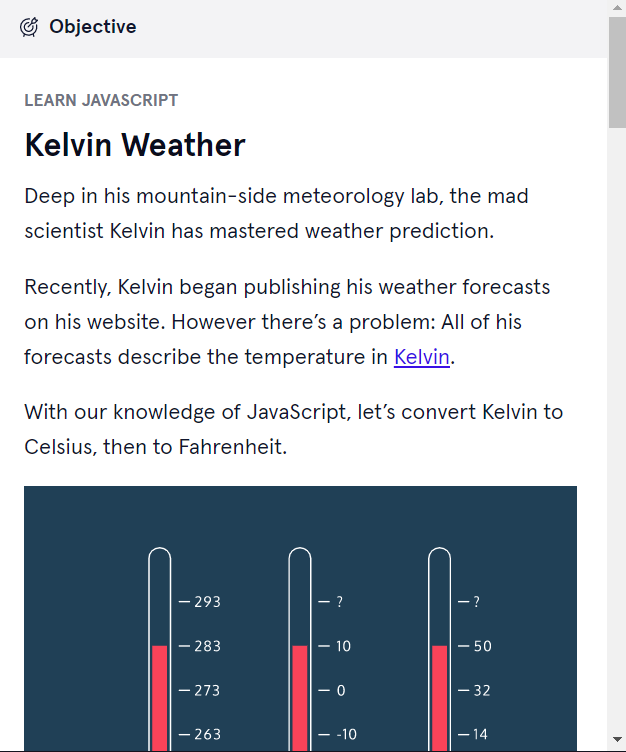 Objective
LEARN JAVASCRIPT
Kelvin Weather
Deep in his mountain-side meteorology lab, the mad
scientist Kelvin has mastered weather prediction.
Recently, Kelvin began publishing his weather forecasts
on his website. However there’s a problem: All of his
forecasts describe the temperature in Kelvin.
With our knowledge of JavaScript, let’s convert Kelvin to
Celsius, then to Fahrenheit.
293 ? ?
283 10 50
273 0 32
263 -10 14